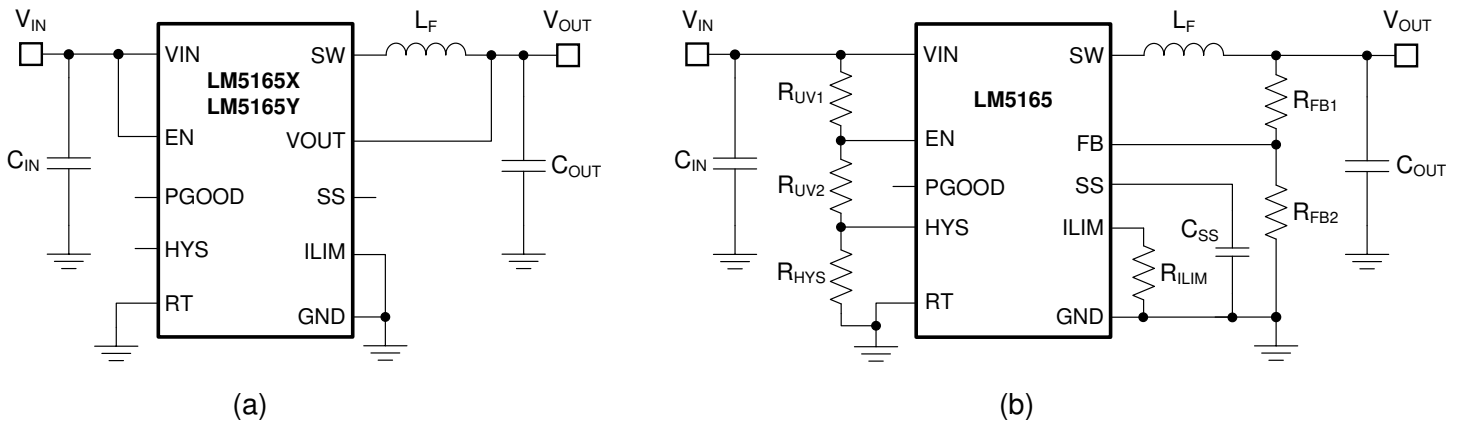 VIN
LF
VOUT
VIN
SW
LM5165X
LM5165Y
EN
VOUT
CIN
COUT
PGOOD
SS
HYS
ILIM
RT
GND
(a)
VIN
LF
VOUT
VIN
SW
RUV1
LM5165
RFB1
EN
FB
CIN
COUT
RUV2
PGOOD
SS
RFB2
HYS
ILIM
CSS
RHYS
RILIM
RT
GND
(b)